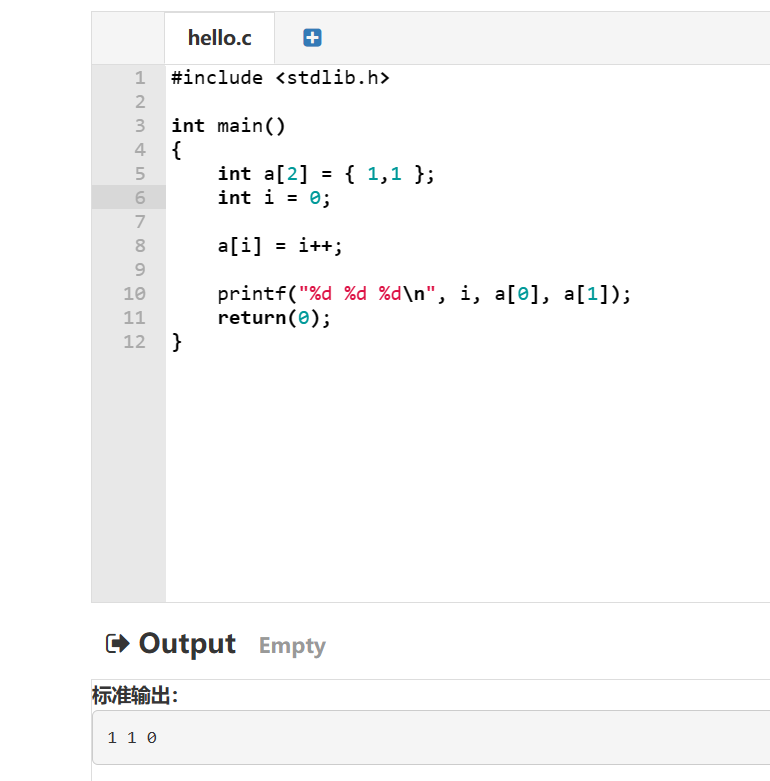 hello.c
1 #include <stdlib.h>
2
3 int main()
4 {
5     int a[2] = { 1,1 };
6     int i = 0;
7
8     a[i] = i++;
9
10     printf("%d %d %d\n", i, a[0], a[1]);
11     return(0);
12 }
Output Empty
标准输出:
1 1 0